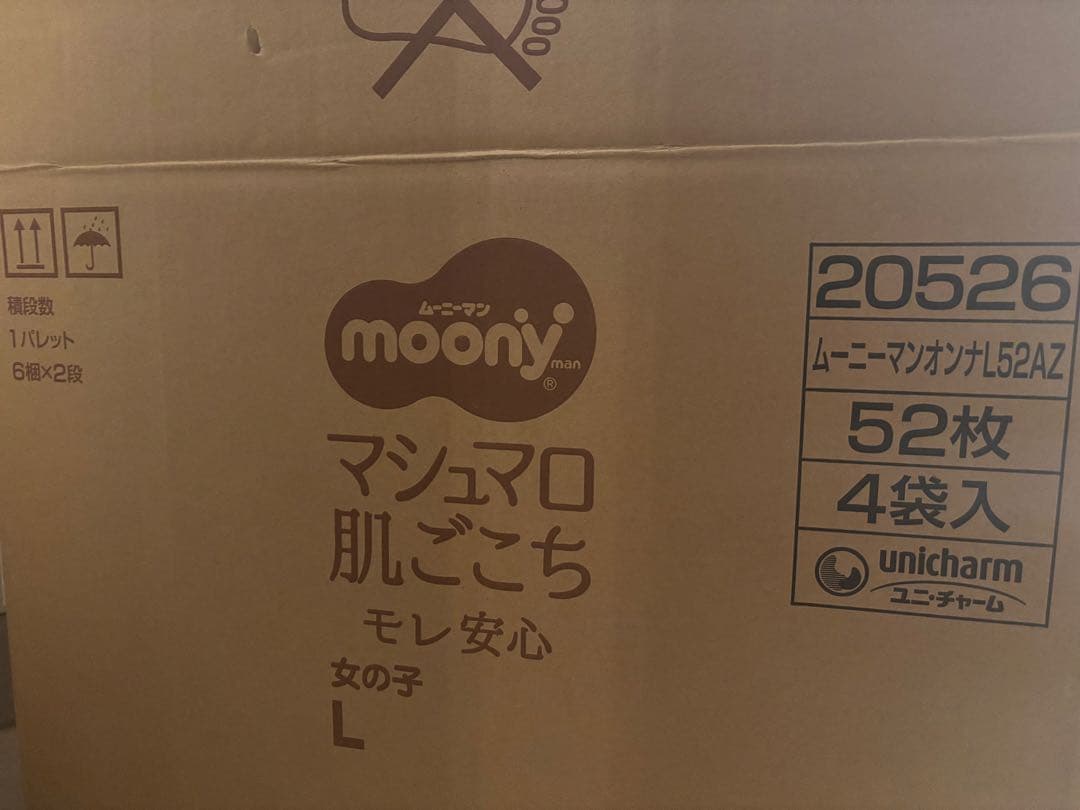 積段数
1パレット
6梱×2段
ムーニーマン
moony
man
®
マシュマロ
肌ごこち
モレ安心
女の子
L
20526
ムーニーマンオンナL52AZ
52枚
4袋入
unicharm
ユニ・チャーム